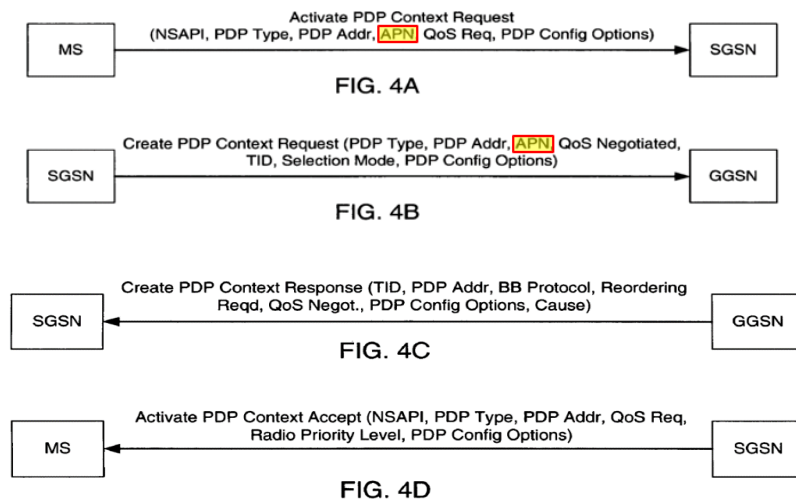 Activate PDP Context Request
(NSAPI, PDP Type, PDP Addr, APN, QoS Req, PDP Config Options)
MS
SGSN
FIG. 4A
Create PDP Context Request (PDP Type, PDP Addr, APN, QoS Negotiated,
TID, Selection Mode, PDP Config Options)
SGSN
GGSN
FIG. 4B
Create PDP Context Response (TID, PDP Addr, BB Protocol, Reordering
Reqd, QoS Negot., PDP Config Options, Cause)
SGSN
GGSN
FIG. 4C
Activate PDP Context Accept (NSAPI, PDP Type, PDP Addr, QoS Req,
Radio Priority Level, PDP Config Options)
MS
SGSN
FIG. 4D